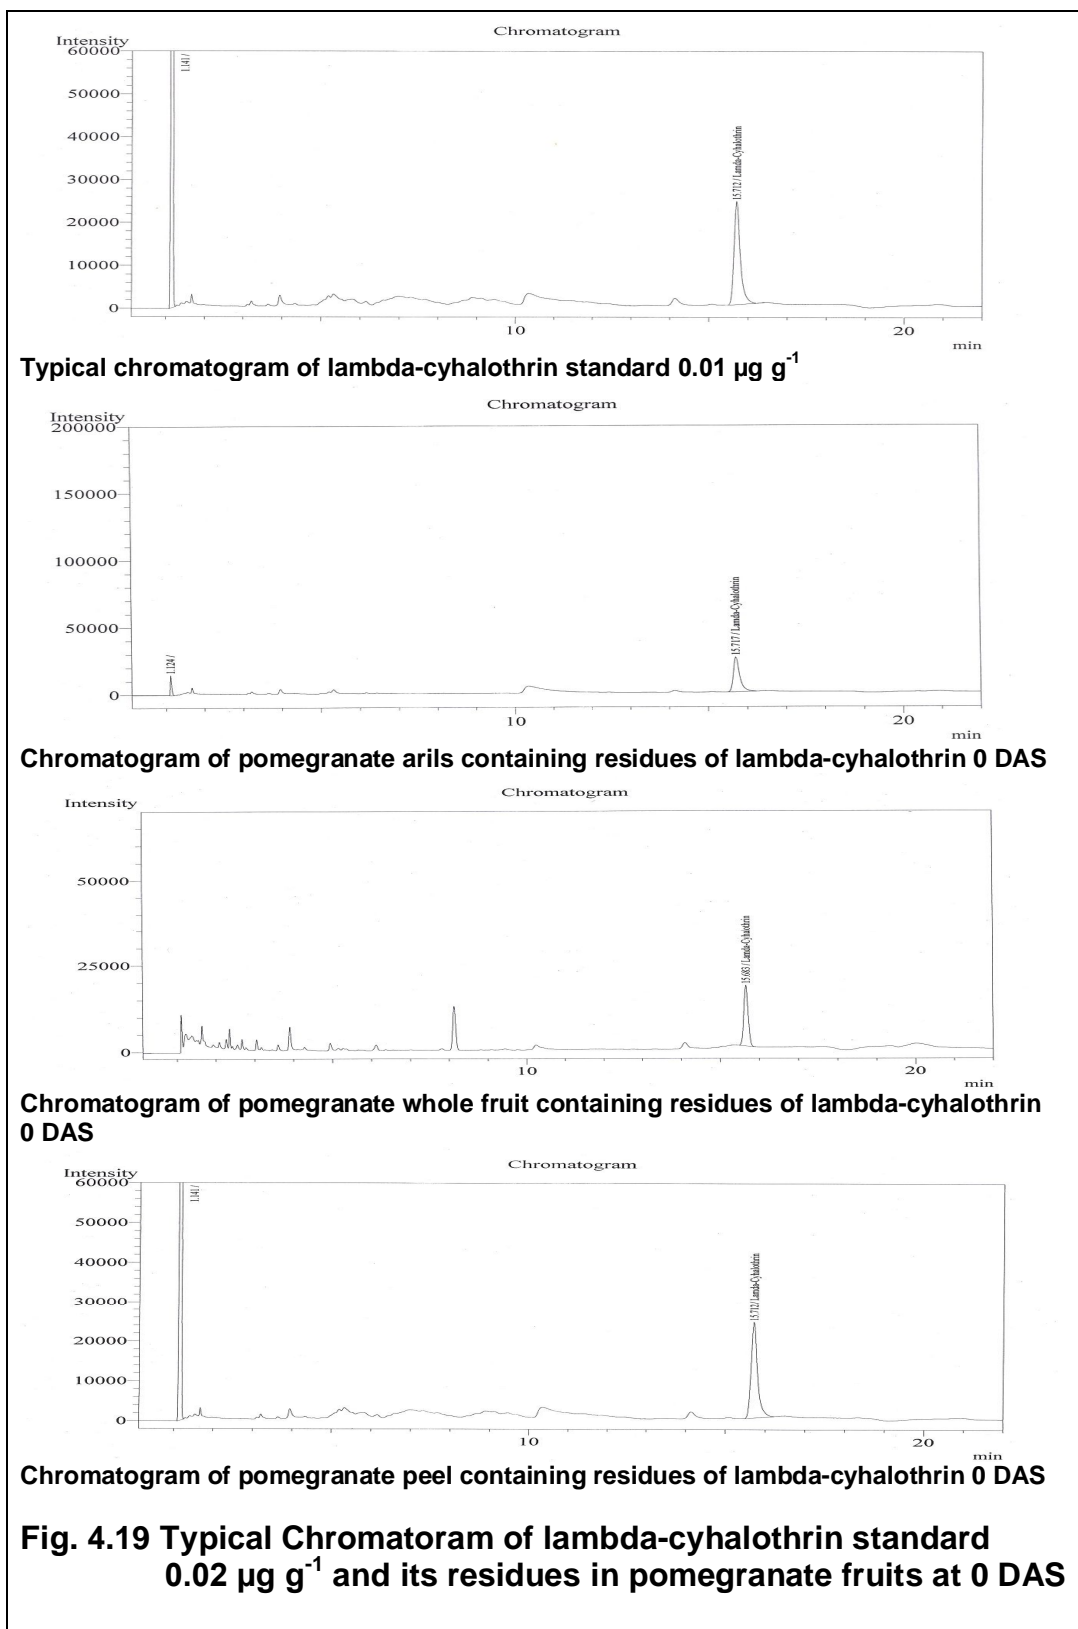 Chromatogram
Intensity
60000
1.141 /
50000
40000
15.712 / Lamda-Cyhalothrin
30000
20000
10000
0
10
20
min
Typical chromatogram of lambda-cyhalothrin standard 0.01 µg g⁻¹
Chromatogram
Intensity
200000
150000
100000
50000
15.717 / Lamda-Cyhalothrin
1.124 /
0
10
20
min
Chromatogram of pomegranate arils containing residues of lambda-cyhalothrin 0 DAS
Chromatogram
Intensity
50000
15.683 / Lamda-Cyhalothrin
25000
0
10
20
min
Chromatogram of pomegranate whole fruit containing residues of lambda-cyhalothrin
0 DAS
Chromatogram
Intensity
60000
1.141 /
50000
40000
15.712/ Lamda-Cyhalothrin
30000
20000
10000
0
10
20
min
Chromatogram of pomegranate peel containing residues of lambda-cyhalothrin 0 DAS
Fig. 4.19 Typical Chromatoram of lambda-cyhalothrin standard
0.02 µg g⁻¹ and its residues in pomegranate fruits at 0 DAS